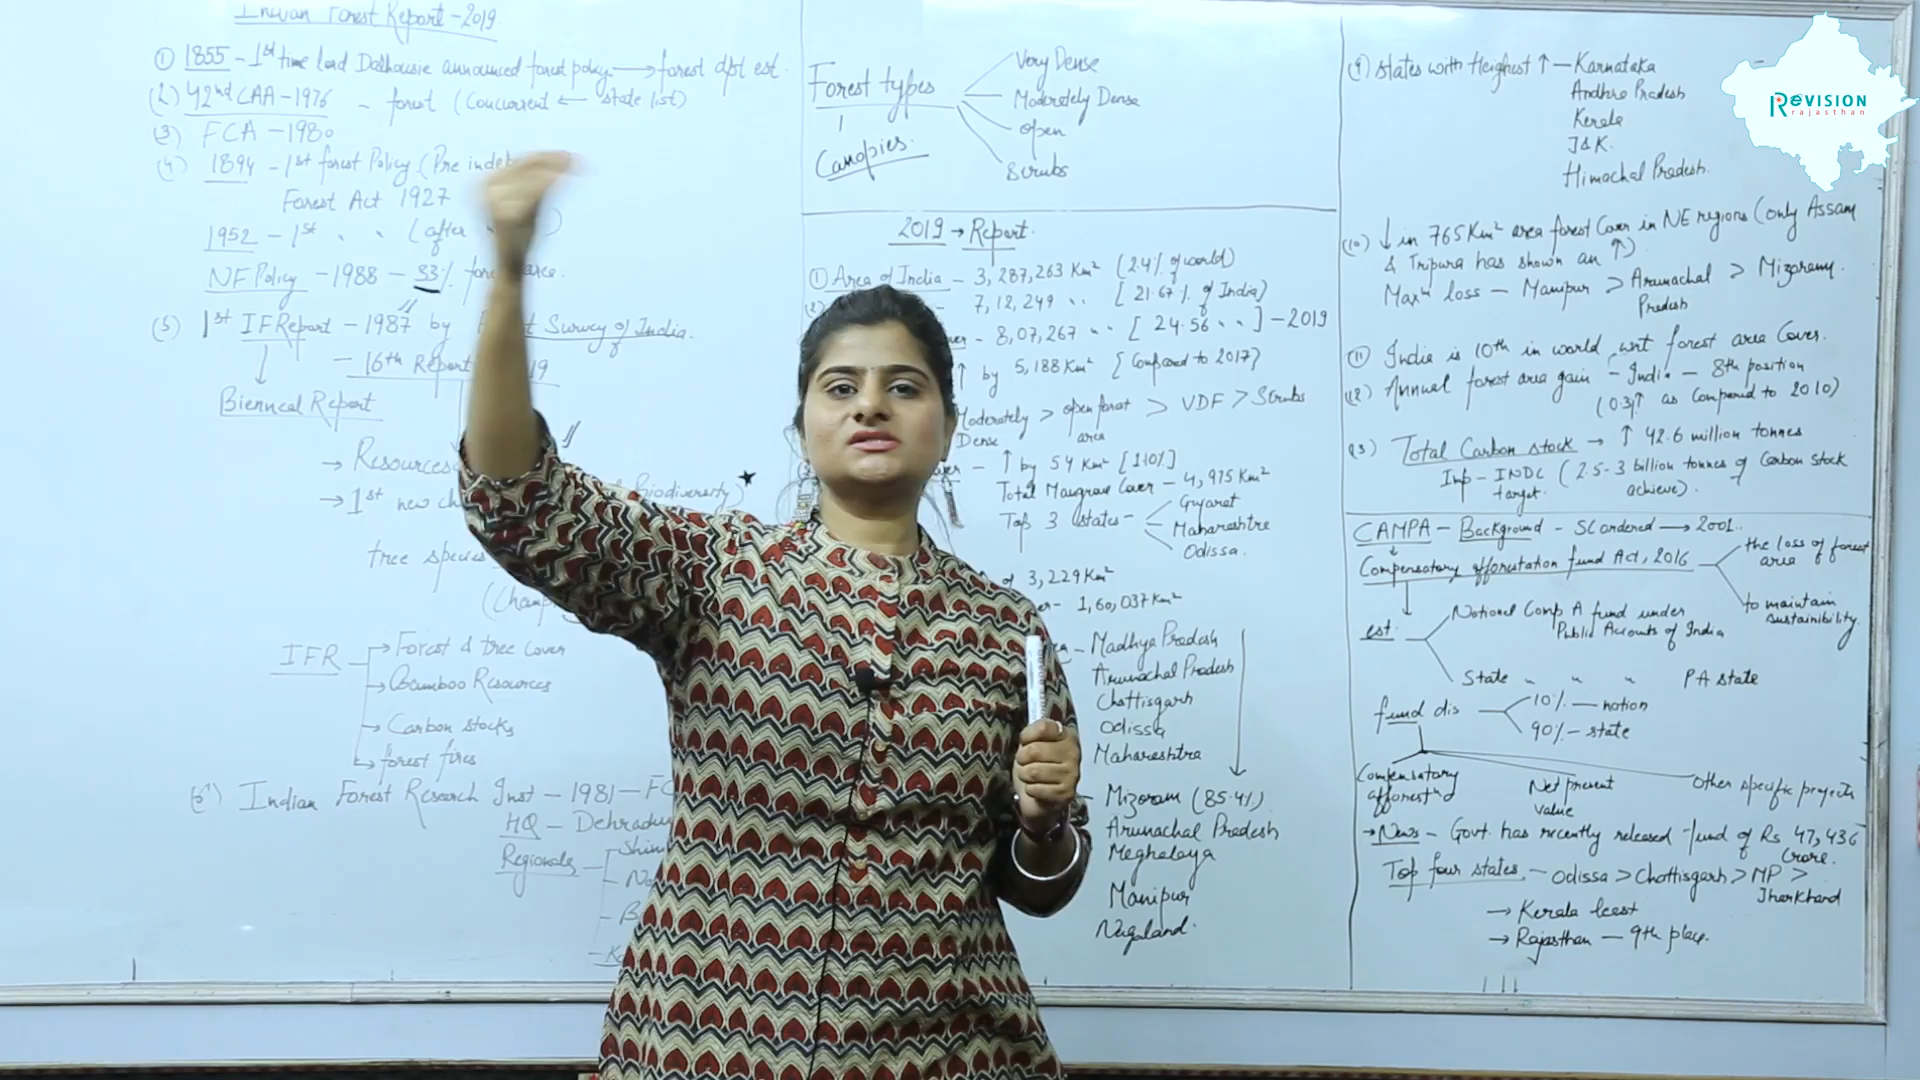 Indian Forest Report - 2019
① 1855 - 1st time lord Dalhousie announced forest policy → forest dpt est.
(2) 42nd CAA - 1976 - forest (Concurrent ← state list)
(3) FCA - 1980
(4) 1894 - 1st forest Policy (Pre inde
Forest Act 1927
1952 - 1st " " (after
NF Policy - 1988 - 33%
(5) 1st IFReport - 1987 by Survey of India.
- 16th Report 19
Bienncal Report
→ Resources
→ 1st new ch Biodiversity)
tree species
(Champ
IFR → Forest & tree cover
→ Bamboo Resources
→ Carbon stocks
→ forest fires
Indian Forest Research Inst - 1981 - FC
HQ - Dehradun
Regionals - Shim
Forest types
Canopies.
Very Dense
Moderately Dense
open
Scrubs
2019 → Report.
① Area of India - 3,287,263 Km² (2.4% of world)
7,12,249 " [21.67% of India)
- 8,07,267 " [24.56 " ] - 2019
↑ by 5,188 Km² [Compared to 2017]
Moderately Dense > open forest area > VDF > Scrubs
- ↑ by 54 Km² [1.10%]
Total Mangrove Cover - 4,975 Km²
Top 3 states - Gujarat
Maharashtra
Odissa.
3,229 Km²
- 1,60,037 Km²
- Madhya Pradesh
Arunachal Pradesh
Chattisgarh
Odissa
Maharashtra
- Mizoram (85.4%)
Arunachal Pradesh
Meghalaya
Manipur
Nagaland.
(9) states with Heighest ↑ - Karnataka
Andhra Pradesh
Kerala
J&K.
Himachal Pradesh.
(10) ↓ in 765 Km² area forest Cover in NE regions (only Assam
& Tripura has shown an ↑)
Maxm loss - Manipur > Arunachal Pradesh > Mizoram.
(11) India is 10th in world wrt forest area Cover.
(12) Annual forest area gain - India - 8th position
(0.3)↑ as compared to 2010)
(13) Total Carbon stock → ↑ 42.6 million tonnes
Imp - INDC target. (2.5-3 billion tonnes of Carbon stock
achieve).
CAMPA - Background - SC ordered → 2001..
Compensatory afforestation fund Act, 2016
the loss of forest area
to maintain sustainibility.
est. National Comp A fund under
Public Accounts of India
State " " " PA state
fund dis 10% - nation
90% - state
Compensatory afforestnd
Net present value
Other specific projects
→ News - Govt. has recently released fund of Rs 47,436
Crore.
Top four states. - Odissa > Chattisgarh > MP >
Jharkhand
→ Kerala least
→ Rajasthan - 9th place.
ReVISION
rajasthan